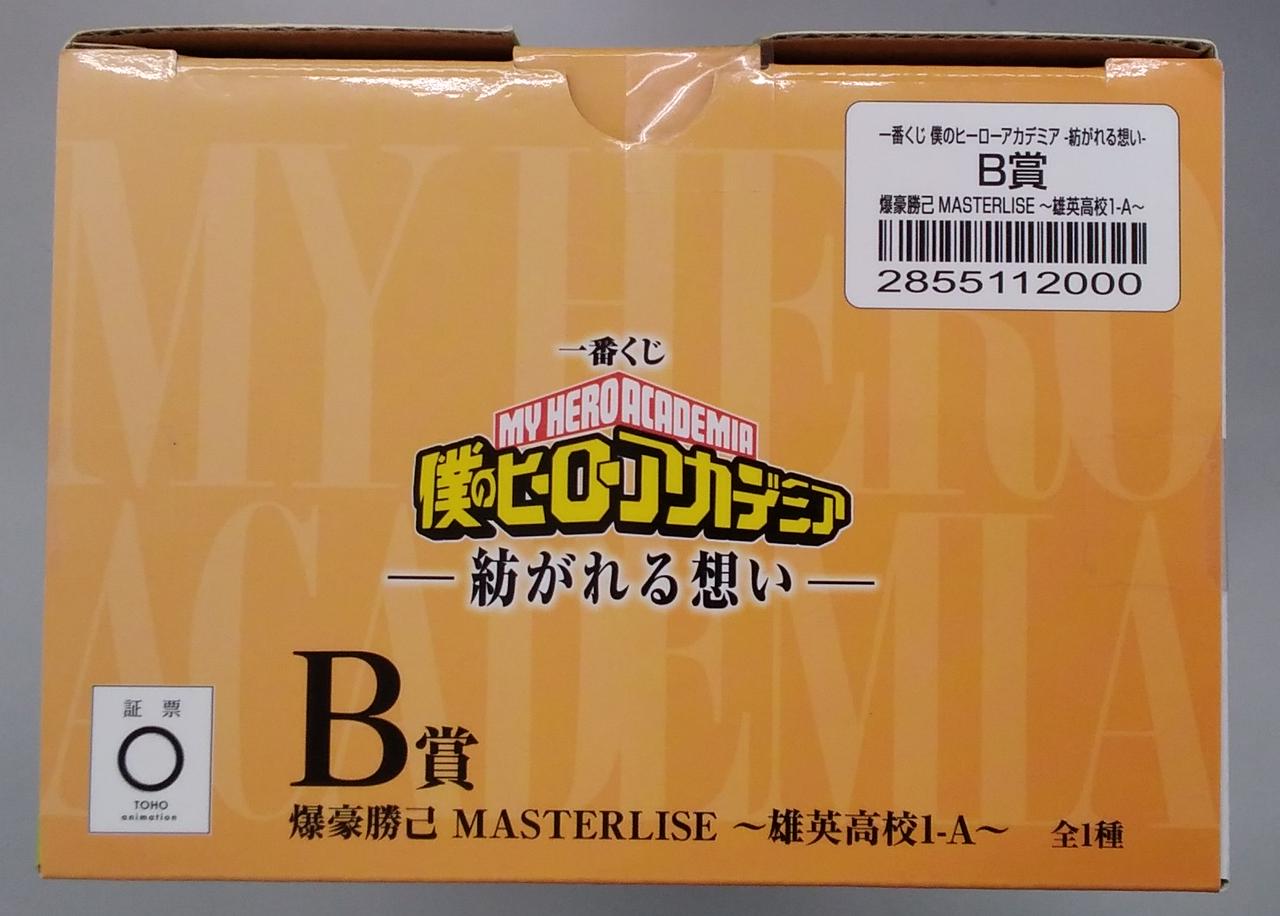 一番くじ 僕のヒーローアカデミア -紡がれる想い-
B賞
爆豪勝己 MASTERLISE ～雄英高校1-A～
2855112000
MY HERO
ACADEMIA
一番くじ
MY HERO ACADEMIA
僕のヒーローアカデミア
―紡がれる想い―
B賞
爆豪勝己 MASTERLISE ～雄英高校1-A～ 全1種
証 票
TOHO
animation